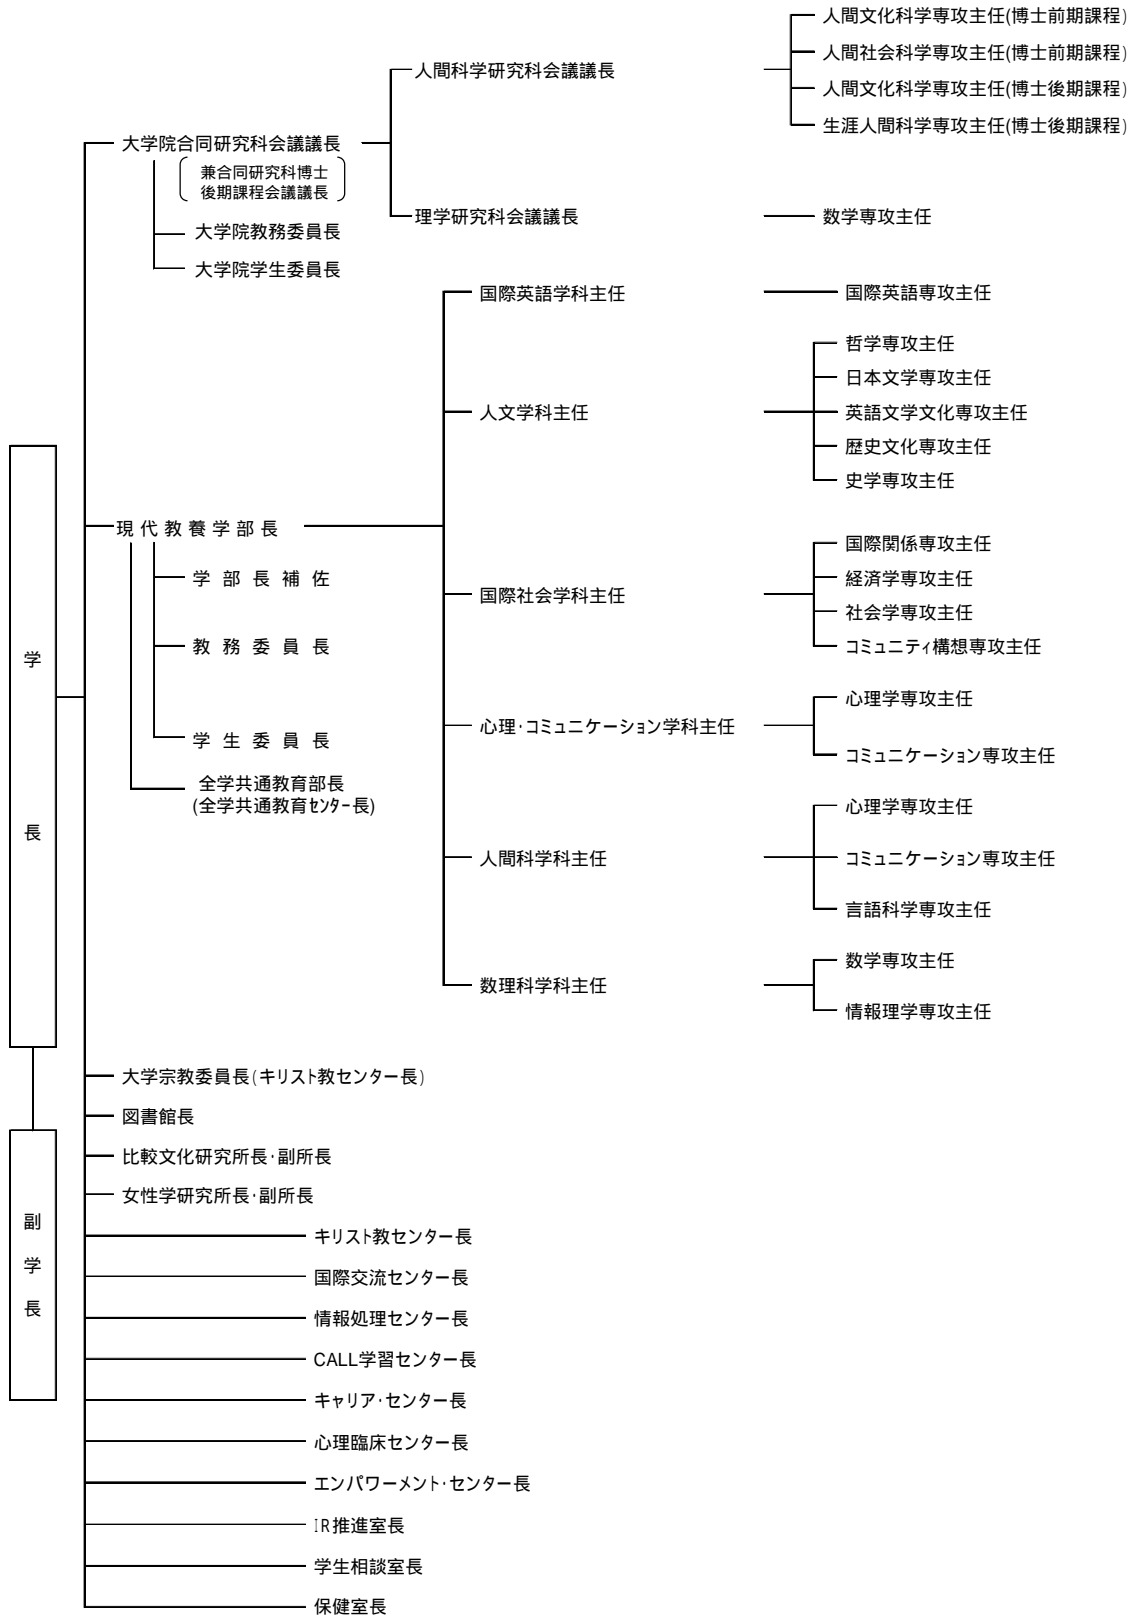 人間文化科学専攻主任(博士前期課程)
人間社会科学専攻主任(博士前期課程)
人間科学研究科会議議長
人間文化科学専攻主任(博士後期課程)
生涯人間科学専攻主任(博士後期課程)
大学院合同研究科会議議長
兼合同研究科博士
後期課程会議議長
理学研究科会議議長
数学専攻主任
大学院教務委員長
大学院学生委員長
国際英語学科主任
国際英語専攻主任
哲学専攻主任
日本文学専攻主任
人文学科主任
英語文学文化専攻主任
歴史文化専攻主任
史学専攻主任
現代教養学部長
学部長補佐
教務委員長
学生委員長
全学共通教育部長
(全学共通教育センター長)
国際関係専攻主任
経済学専攻主任
国際社会学科主任
社会学専攻主任
コミュニティ構想専攻主任
心理学専攻主任
心理・コミュニケーション学科主任
コミュニケーション専攻主任
心理学専攻主任
人間科学科主任
コミュニケーション専攻主任
言語科学専攻主任
数学専攻主任
数理科学科主任
情報理学専攻主任
学長
副学長
大学宗教委員長(キリスト教センター長)
図書館長
比較文化研究所長・副所長
女性学研究所長・副所長
キリスト教センター長
国際交流センター長
情報処理センター長
CALL学習センター長
キャリア・センター長
心理臨床センター長
エンパワーメント・センター長
IR推進室長
学生相談室長
保健室長